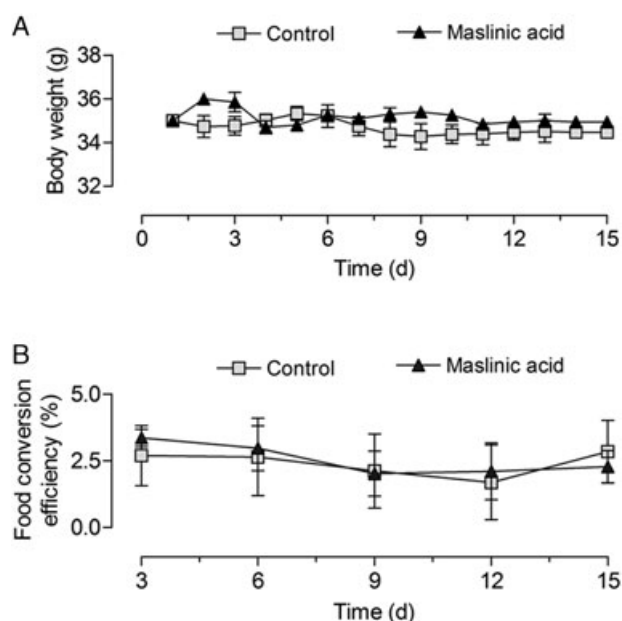 A
Control Maslinic acid
Body weight (g)
38
36
34
32
0 3 6 9 12 15
Time (d)
B
Control Maslinic acid
Food conversion
efficiency (%)
5.0
2.5
0.0
3 6 9 12 15
Time (d)